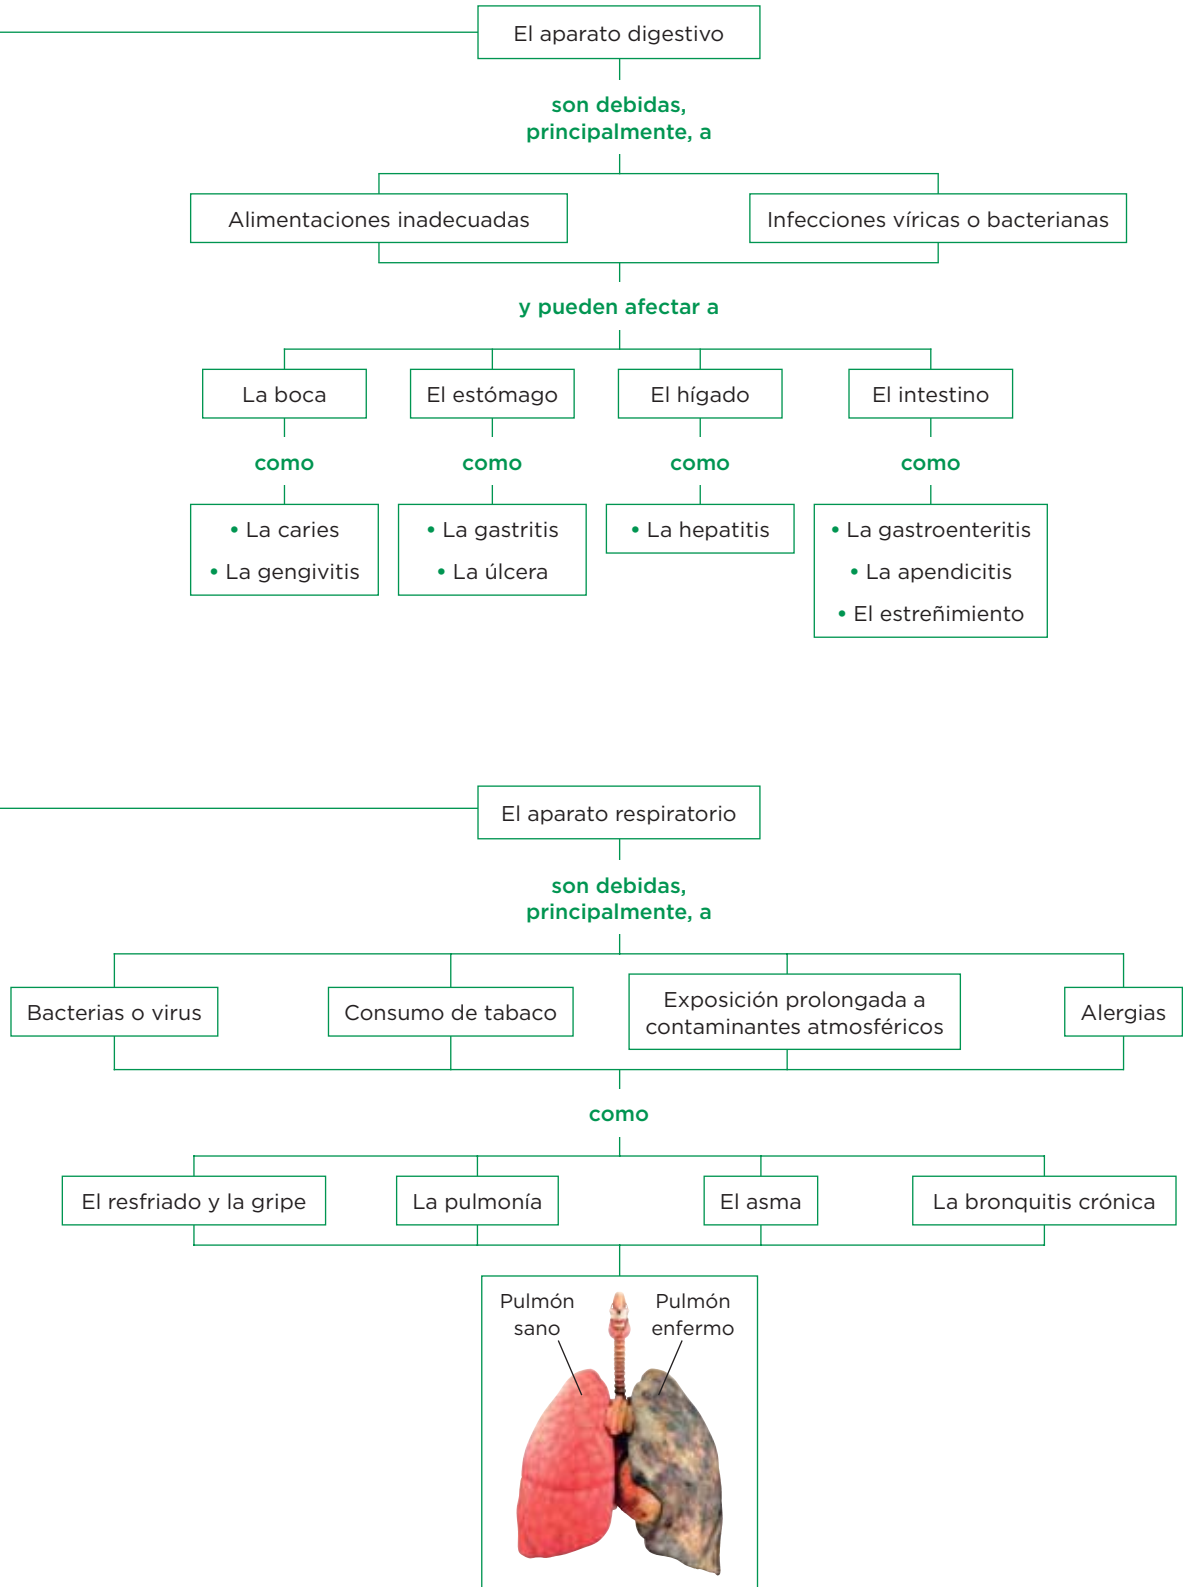 El aparato digestivo
son debidas,
principalmente, a
Alimentaciones inadecuadas
Infecciones víricas o bacterianas
y pueden afectar a
La boca
El estómago
El hígado
El intestino
como
como
como
como
• La caries
• La gengivitis
• La gastritis
• La úlcera
• La hepatitis
• La gastroenteritis
• La apendicitis
• El estreñimiento
El aparato respiratorio
son debidas,
principalmente, a
Bacterias o virus
Consumo de tabaco
Exposición prolongada a
contaminantes atmosféricos
Alergias
como
El resfriado y la gripe
La pulmonía
El asma
La bronquitis crónica
Pulmón
sano
Pulmón
enfermo